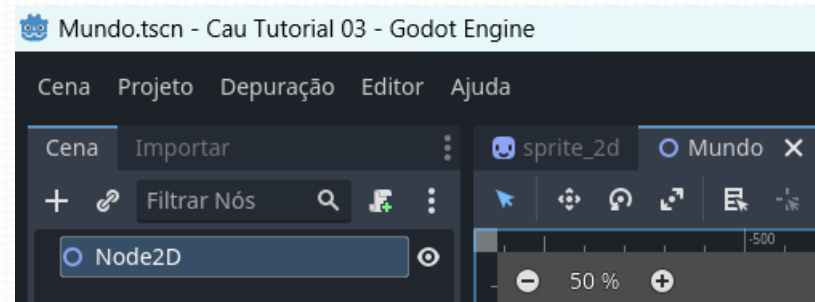 Mundo.tscn - Cau Tutorial 03 - Godot Engine
Cena Projeto Depuração Editor Ajuda
Cena Importar
sprite_2d Mundo
Filtrar Nós
Node2D
-500
50 %